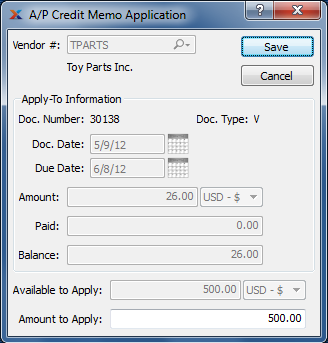 A/P Credit Memo Application
Vendor #: TPARTS
Save
Toy Parts Inc.
Cancel
Apply-To Information
Doc. Number: 30138 Doc. Type: V
Doc. Date: 5/9/12
Due Date: 6/8/12
Amount: 26.00 USD - $
Paid: 0.00
Balance: 26.00
Available to Apply: 500.00 USD - $
Amount to Apply: 500.00